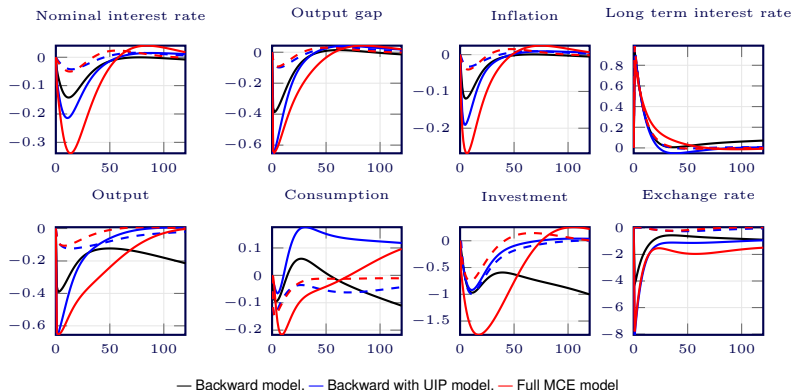 Nominal interest rate
Output gap
Inflation
Long term interest rate
0
−0.1
−0.2
−0.3
0 50 100
0
−0.2
−0.4
−0.6
0 50 100
0
−0.1
−0.2
0 50 100
0.8
0.6
0.4
0.2
0
0 50 100
Output
Consumption
Investment
Exchange rate
0
−0.2
−0.4
−0.6
0 50 100
0.1
0
−0.1
−0.2
0 50 100
0
−0.5
−1
−1.5
0 50 100
0
−2
−4
−6
−8
0 50 100
— Backward model, — Backward with UIP model, — Full MCE model